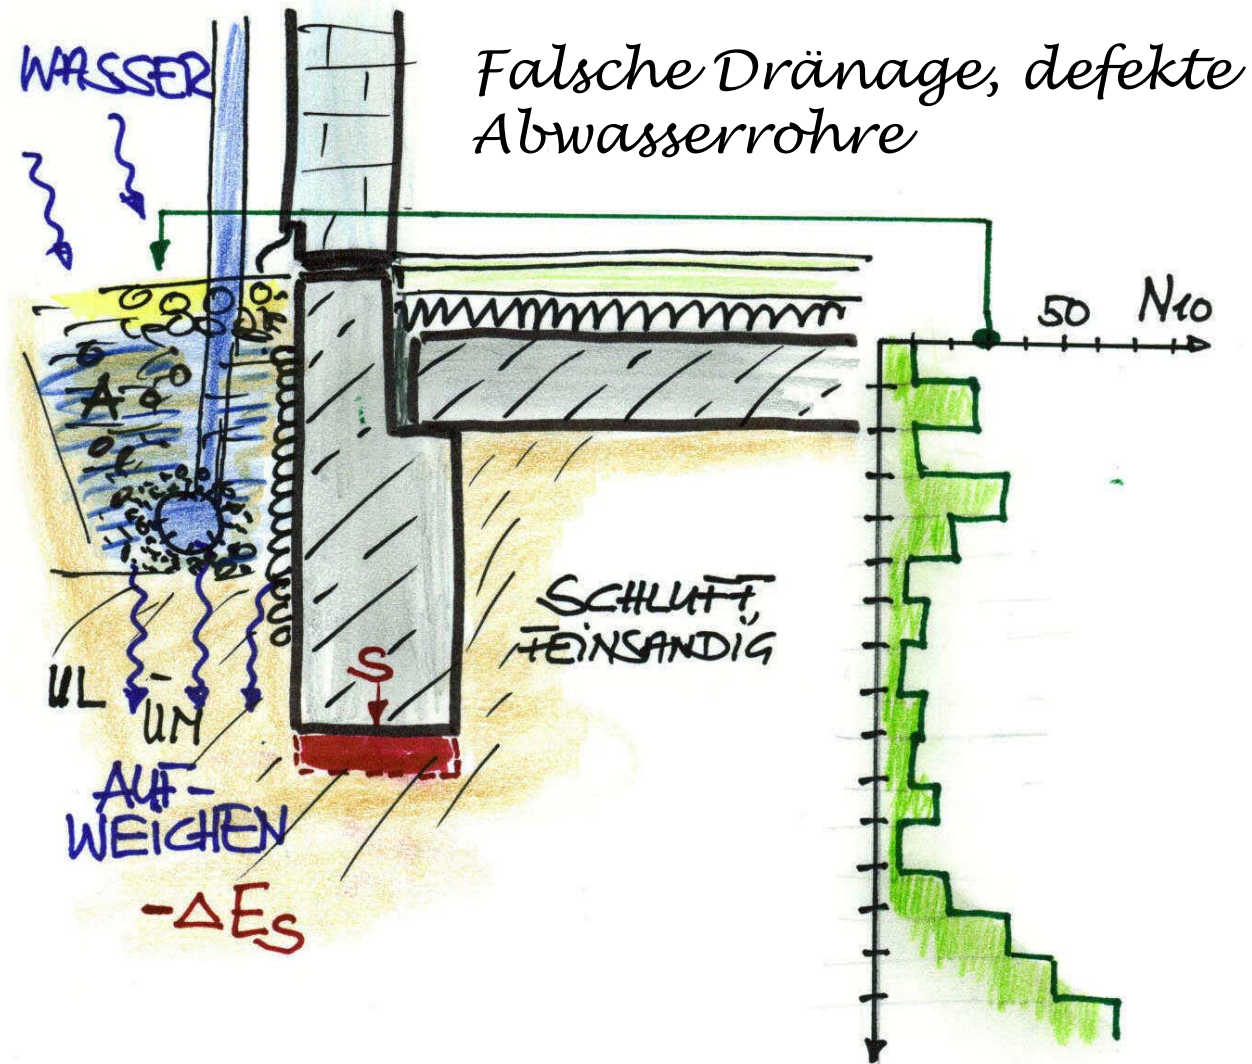 Falsche Dränage, defekte
Abwasserrohre
WASSER
50 N10
A
SCHLUFF,
FEINSANDIG
S
UL -
UM
AUF-
WEICHEN
-ΔES